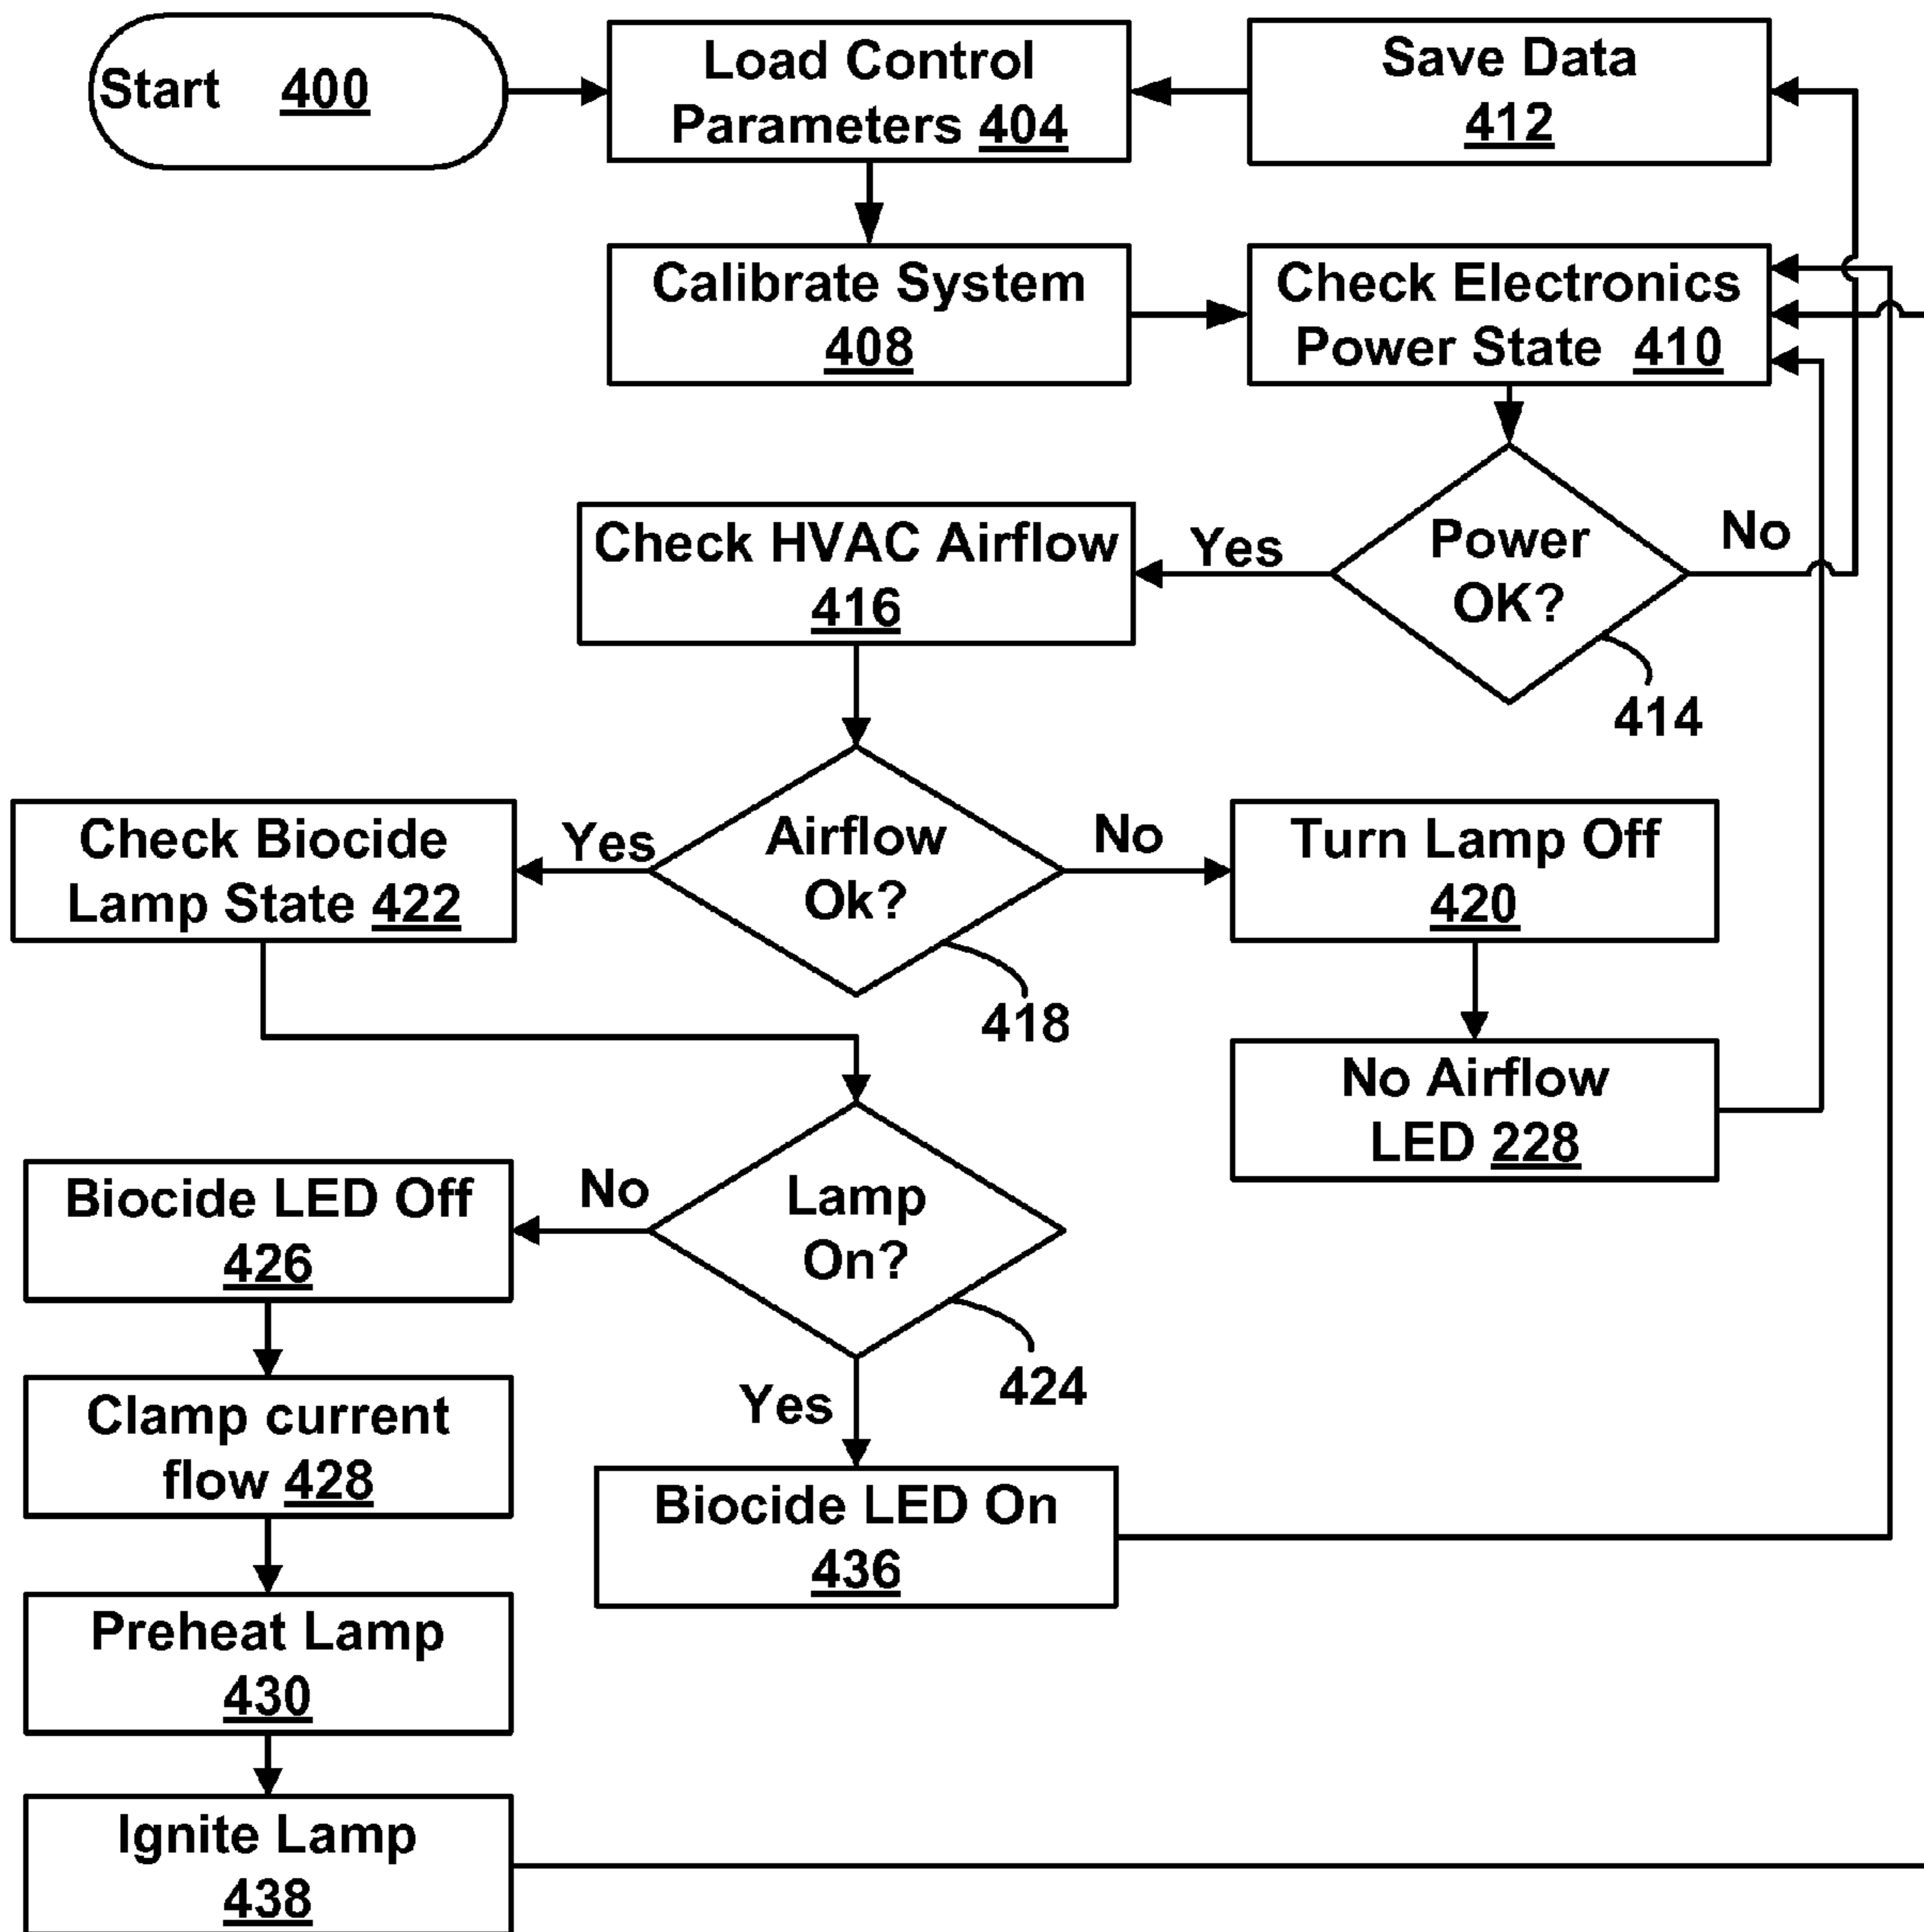 Start 400
Load Control
Parameters 404
Save Data
412
Calibrate System
408
Check Electronics
Power State 410
Check HVAC Airflow
416
Yes
Power
OK?
No
414
Check Biocide
Lamp State 422
Yes
Airflow
Ok?
No
418
Turn Lamp Off
420
No Airflow
LED 228
Biocide LED Off
426
No
Lamp
On?
424
Yes
Clamp current
flow 428
Biocide LED On
436
Preheat Lamp
430
Ignite Lamp
438